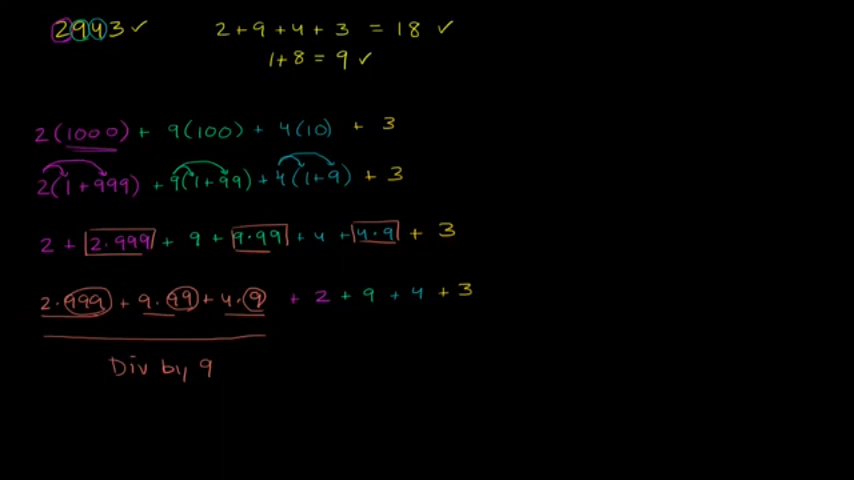 2943 ✓ 2 + 9 + 4 + 3 = 18 ✓
1 + 8 = 9 ✓
2(1000) + 9(100) + 4(10) + 3
2(1 + 999) + 9(1 + 99) + 4(1 + 9) + 3
2 + 2·999 + 9 + 9·99 + 4 + 4·9 + 3
2·999 + 9·99 + 4·9 + 2 + 9 + 4 + 3
Div by 9